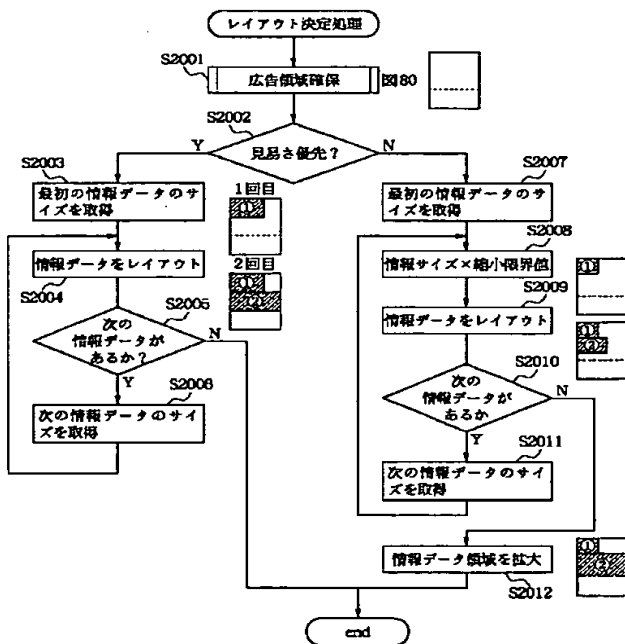 レイアウト決定処理
S2001
広告領域確保
図80
S2002
見易さ優先？
Y
N
S2003
最初の情報データのサ
イズを取得
1回目
①
情報データをレイアウト
S2004
2回目
①
②
S2005
次の
情報データが
あるか？
N
Y
S2006
次の情報データのサイ
ズを取得
S2007
最初の情報データのサ
イズを取得
S2008
情報サイズ×縮小限界値
①
S2009
情報データをレイアウト
①
②
S2010
次の
情報データが
あるか
N
Y
S2011
次の情報データのサイ
ズを取得
情報データ領域を拡大
S2012
①
②
end